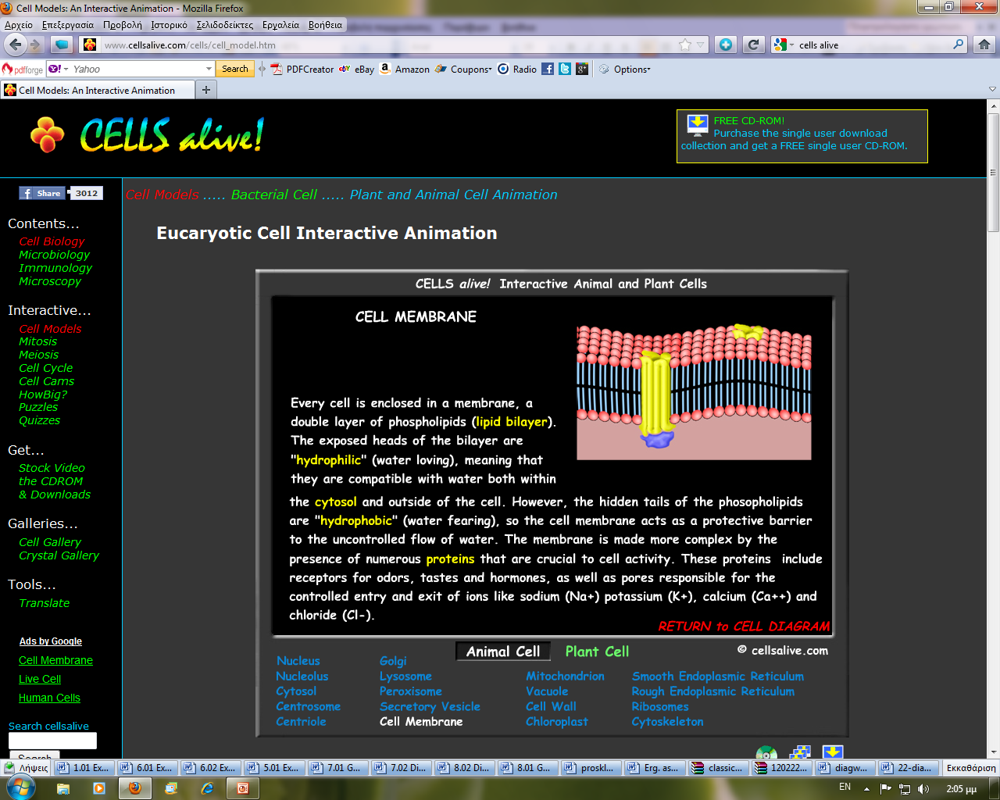 Cell Models: An Interactive Animation - Mozilla Firefox
Αρχείο Επεξεργασία Προβολή Ιστορικό Σελιδοδείκτες Εργαλεία Βοήθεια
www.cellsalive.com/cells/cell_model.htm
cells alive
pdfforge
Yahoo
Search
PDFCreator eBay Amazon Coupons Radio Options
Cell Models: An Interactive Animation
CELLS alive!
FREE CD-ROM!
Purchase the single user download
collection and get a FREE single user CD-ROM.
Share 3012
Cell Models ..... Bacterial Cell ..... Plant and Animal Cell Animation
Eucaryotic Cell Interactive Animation
Contents...
Cell Biology
Microbiology
Immunology
Microscopy
Interactive...
Cell Models
Mitosis
Meiosis
Cell Cycle
Cell Cams
HowBig?
Puzzles
Quizzes
Get...
Stock Video
the CDROM
& Downloads
Galleries...
Cell Gallery
Crystal Gallery
Tools...
Translate
Ads by Google
Cell Membrane
Live Cell
Human Cells
Search cellsalive
Search
CELLS alive! Interactive Animal and Plant Cells
CELL MEMBRANE
Every cell is enclosed in a membrane, a
double layer of phospholipids (lipid bilayer).
The exposed heads of the bilayer are
"hydrophilic" (water loving), meaning that
they are compatible with water both within
the cytosol and outside of the cell. However, the hidden tails of the phosopholipids
are "hydrophobic" (water fearing), so the cell membrane acts as a protective barrier
to the uncontrolled flow of water. The membrane is made more complex by the
presence of numerous proteins that are crucial to cell activity. These proteins include
receptors for odors, tastes and hormones, as well as pores responsible for the
controlled entry and exit of ions like sodium (Na+) potassium (K+), calcium (Ca++) and
chloride (Cl-).
RETURN to CELL DIAGRAM
Animal Cell Plant Cell © cellsalive.com
Nucleus Golgi
Nucleolus Lysosome Mitochondrion Smooth Endoplasmic Reticulum
Cytosol Peroxisome Vacuole Rough Endoplasmic Reticulum
Centrosome Secretory Vesicle Cell Wall Ribosomes
Centriole Cell Membrane Chloroplast Cytoskeleton
Λήψεις 1.01 Ex... 6.01 Ex... 6.02 Ex... 5.01 Ex... 7.01 G... 7.02 Di... 8.02 Di... 8.01 G... proskl... Erg. as... classic... 120222... diagw... 22-dia... Εκκαθάριση
EN 2:05 μμ